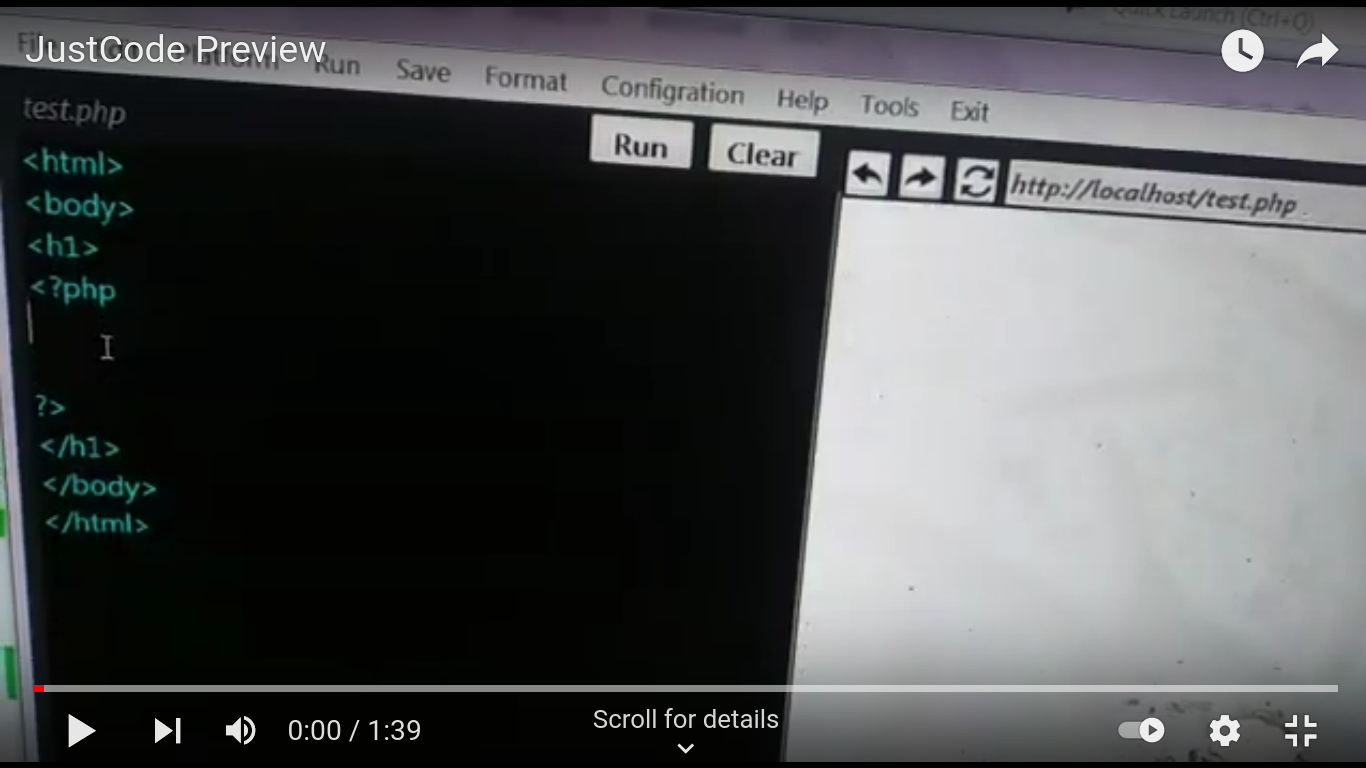 Quick Launch (Ctrl+Q)
JustCode Preview
File Platform Run Save Format Configration Help Tools Exit
test.php
Run Clear
http://localhost/test.php
<html>
<body>
<h1>
<?php
?>
</h1>
</body>
</html>
0:00 / 1:39
Scroll for details